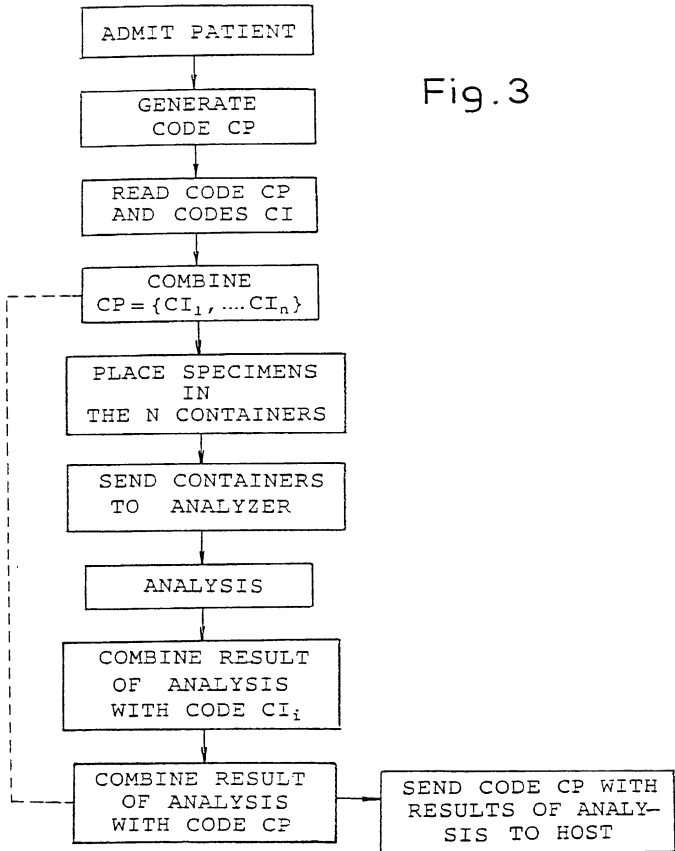 ADMIT PATIENT
Fig.3
GENERATE
CODE CP
READ CODE CP
AND CODES CI
COMBINE
CP={CI₁,....CIₙ}
PLACE SPECIMENS
IN
THE N CONTAINERS
SEND CONTAINERS
TO ANALYZER
ANALYSIS
COMBINE RESULT
OF ANALYSIS
WITH CODE CIᵢ
COMBINE RESULT
OF ANALYSIS
WITH CODE CP
SEND CODE CP WITH
RESULTS OF ANALY-
SIS TO HOST